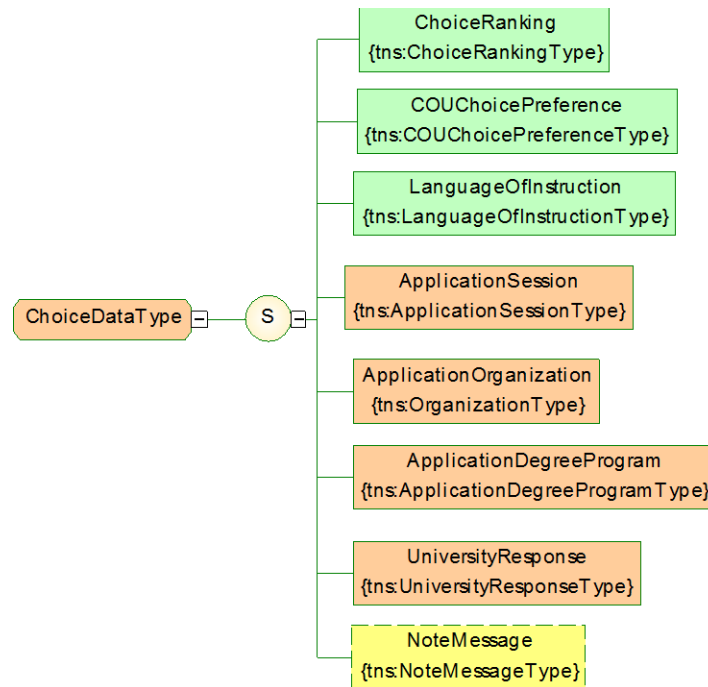 ChoiceRanking
{tns:ChoiceRankingType}
COUChoicePreference
{tns:COUChoicePreferenceType}
LanguageOfInstruction
{tns:LanguageOfInstructionType}
ApplicationSession
{tns:ApplicationSessionType}
ChoiceDataType
S
ApplicationOrganization
{tns:OrganizationType}
ApplicationDegreeProgram
{tns:ApplicationDegreeProgramType}
UniversityResponse
{tns:UniversityResponseType}
NoteMessage
{tns:NoteMessageType}